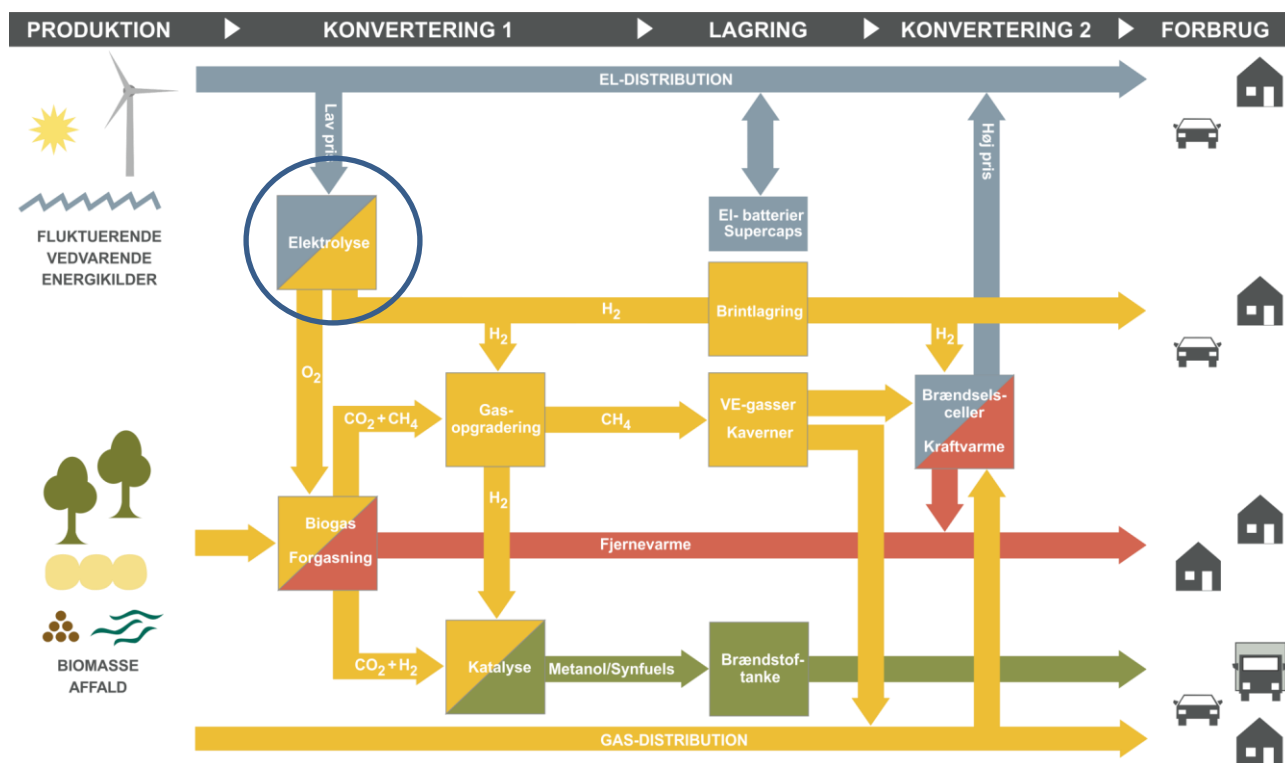 PRODUKTION
KONVERTERING 1
LAGRING
KONVERTERING 2
FORBRUG
EL-DISTRIBUTION
Lav pris
Høj pris
FLUKTUERENDE
VEDVARENDE
ENERGIKILDER
Elektrolyse
El- batterier
Supercaps
H2
Brintlagring
H2
H2
O2
CO2 + CH4
Gas-
opgradering
CH4
VE-gasser
Kaverner
Brændsels-
celler
Kraftvarme
H2
Biogas
Forgasning
Fjernevarme
BIOMASSE
AFFALD
CO2 + H2
Katalyse
Metanol/Synfuels
Brændstof-
tanke
GAS-DISTRIBUTION